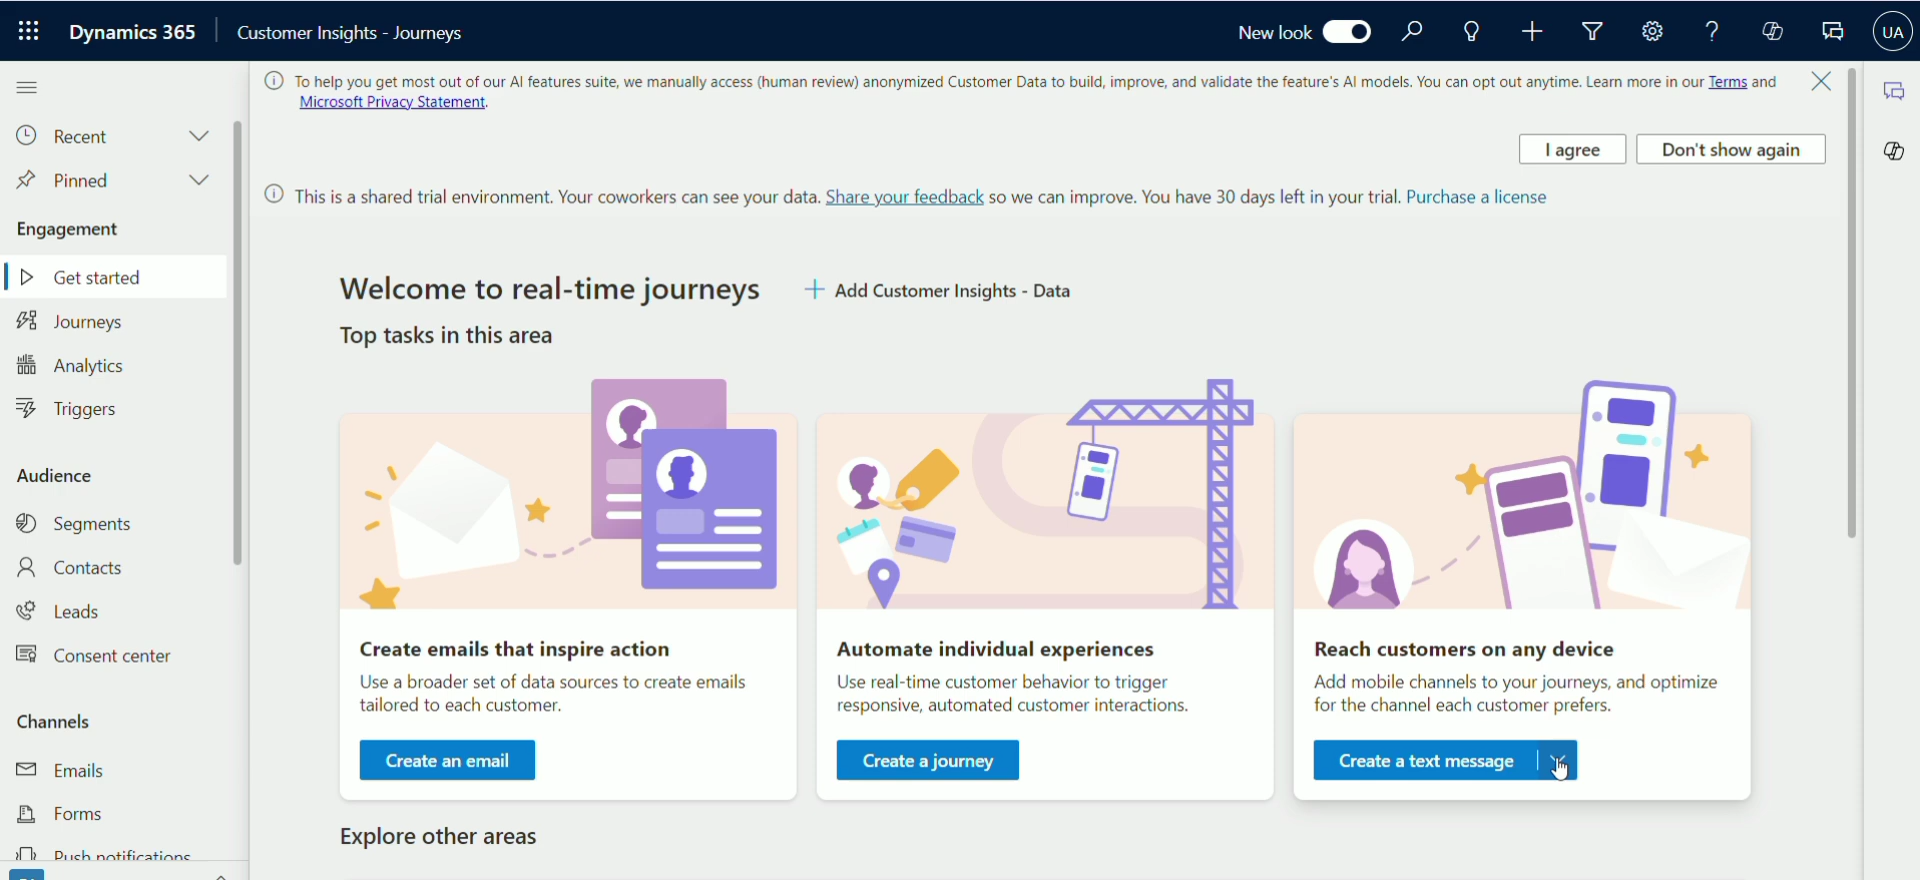 Dynamics 365 | Customer Insights - Journeys
New look
UA
To help you get most out of our AI features suite, we manually access (human review) anonymized Customer Data to build, improve, and validate the feature's AI models. You can opt out anytime. Learn more in our Terms and
Microsoft Privacy Statement.
I agree
Don't show again
This is a shared trial environment. Your coworkers can see your data. Share your feedback so we can improve. You have 30 days left in your trial. Purchase a license
Recent
Pinned
Engagement
Get started
Journeys
Analytics
Triggers
Audience
Segments
Contacts
Leads
Consent center
Channels
Emails
Forms
Push notifications
Welcome to real-time journeys
Add Customer Insights - Data
Top tasks in this area
Create emails that inspire action
Use a broader set of data sources to create emails
tailored to each customer.
Create an email
Automate individual experiences
Use real-time customer behavior to trigger
responsive, automated customer interactions.
Create a journey
Reach customers on any device
Add mobile channels to your journeys, and optimize
for the channel each customer prefers.
Create a text message
Explore other areas